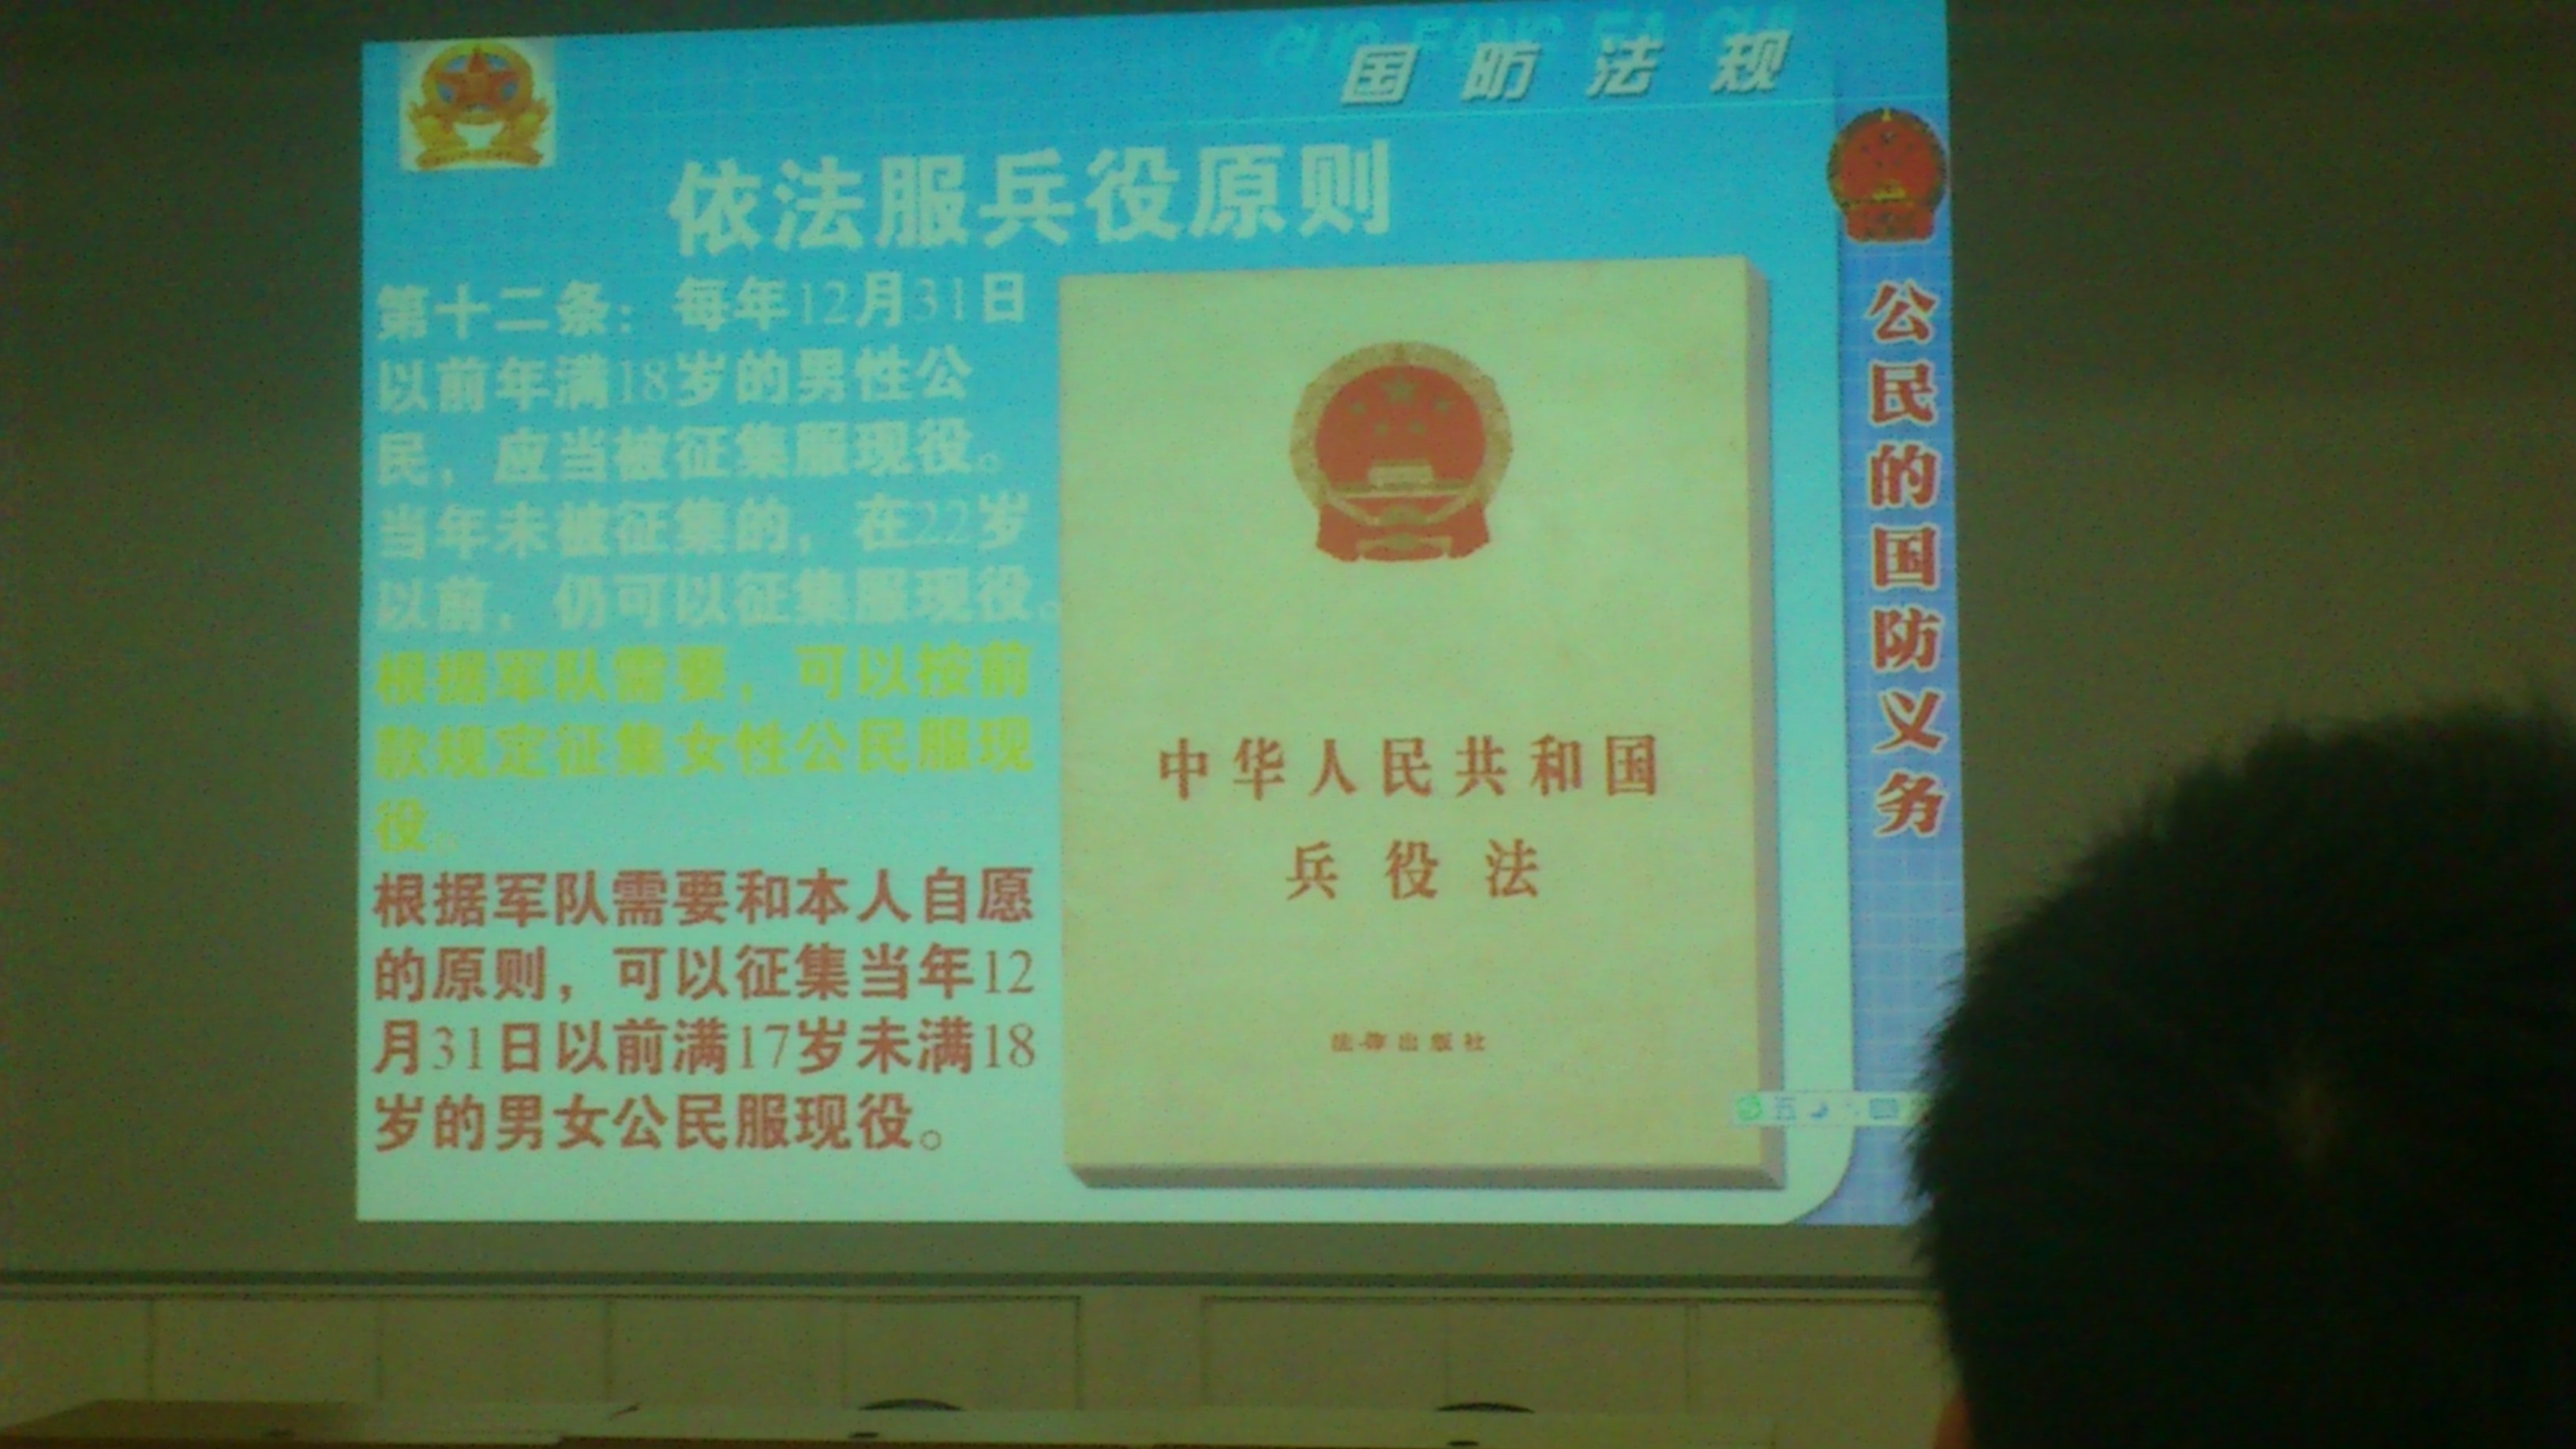 GUO FANG FA GUI
国防法规
依法服兵役原则
第十二条：每年12月31日
以前年满18岁的男性公
民，应当被征集服现役。
当年未被征集的，在22岁
以前，仍可以征集服现役。
根据军队需要，可以按前
款规定征集女性公民服现
役。
根据军队需要和本人自愿
的原则，可以征集当年12
月31日以前满17岁未满18
岁的男女公民服现役。
中华人民共和国
兵役法
法律出版社
公民的国防义务
五